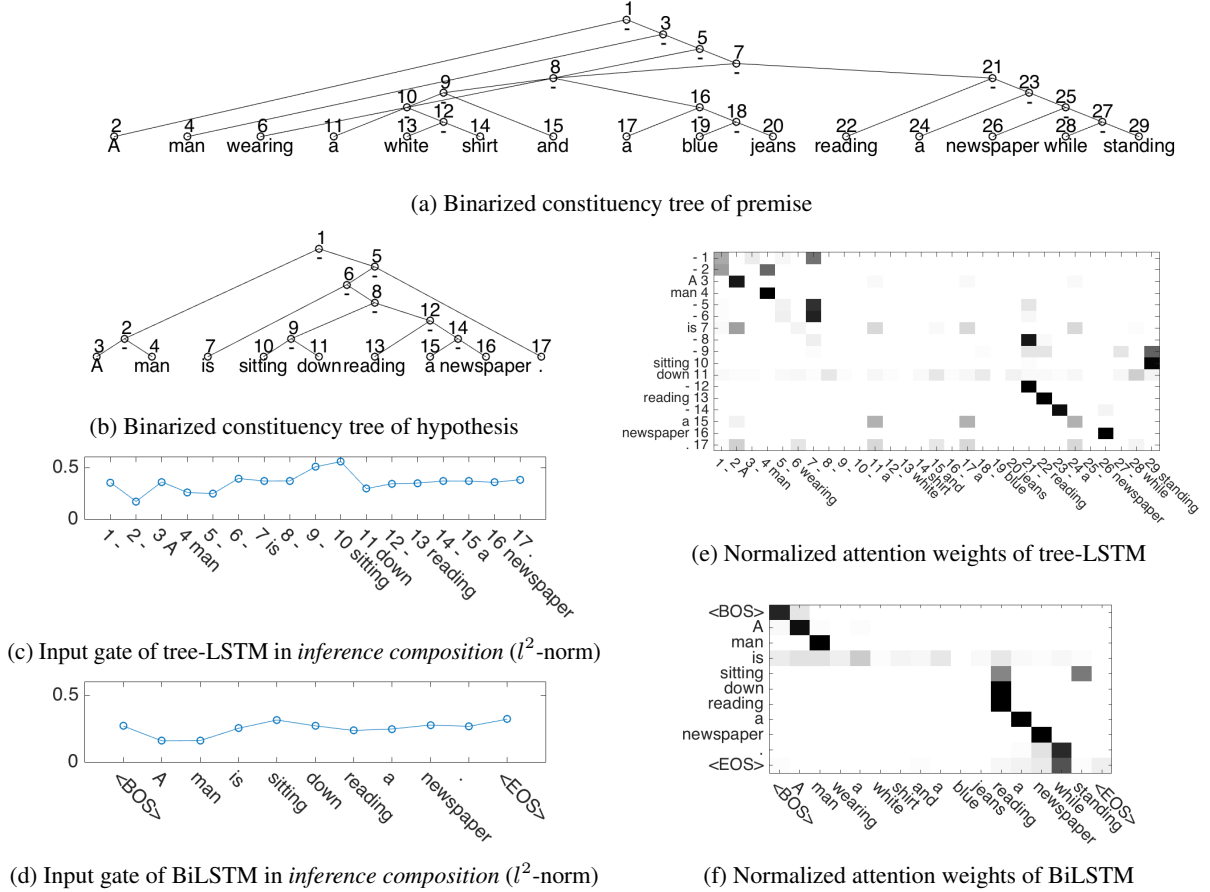 1
3
5
7
8
21
9
23
10
16
25
12
18
27
2 4 6 11 13 14 15 17 19 20 22 24 26 28 29
A man wearing a white shirt and a blue jeans reading a newspaper while standing
(a) Binarized constituency tree of premise
1
5
6
8
12
2 9 14
3 4 7 10 11 13 15 16 17
A man is sitting down reading a newspaper .
(b) Binarized constituency tree of hypothesis
0.5
0
1 - 2 - 3 A 4 man 5 - 6 - 7 is 8 - 9 - 10 sitting 11 down 12 - 13 reading 14 - 15 a 16 newspaper 17 .
(c) Input gate of tree-LSTM in inference composition (l²-norm)
0.5
0
<BOS> A man is sitting down reading a newspaper . <EOS>
(d) Input gate of BiLSTM in inference composition (l²-norm)
- 1
- 2
A 3
man 4
- 5
- 6
is 7
- 8
- 9
sitting 10
down 11
- 12
reading 13
- 14
a 15
newspaper 16
. 17
1 - 2 A 3 - 4 man 5 - 6 wearing 7 - 8 - 9 - 10 - 11 a 12 - 13 white 14 shirt 15 and 16 - 17 a 18 - 19 blue 20 jeans 21 - 22 reading 23 - 24 a 25 - 26 newspaper 27 - 28 while 29 standing
(e) Normalized attention weights of tree-LSTM
<BOS>
A
man
is
sitting
down
reading
a
newspaper
.
<EOS>
<BOS> A man wearing a white shirt and a blue jeans reading a newspaper while standing <EOS>
(f) Normalized attention weights of BiLSTM